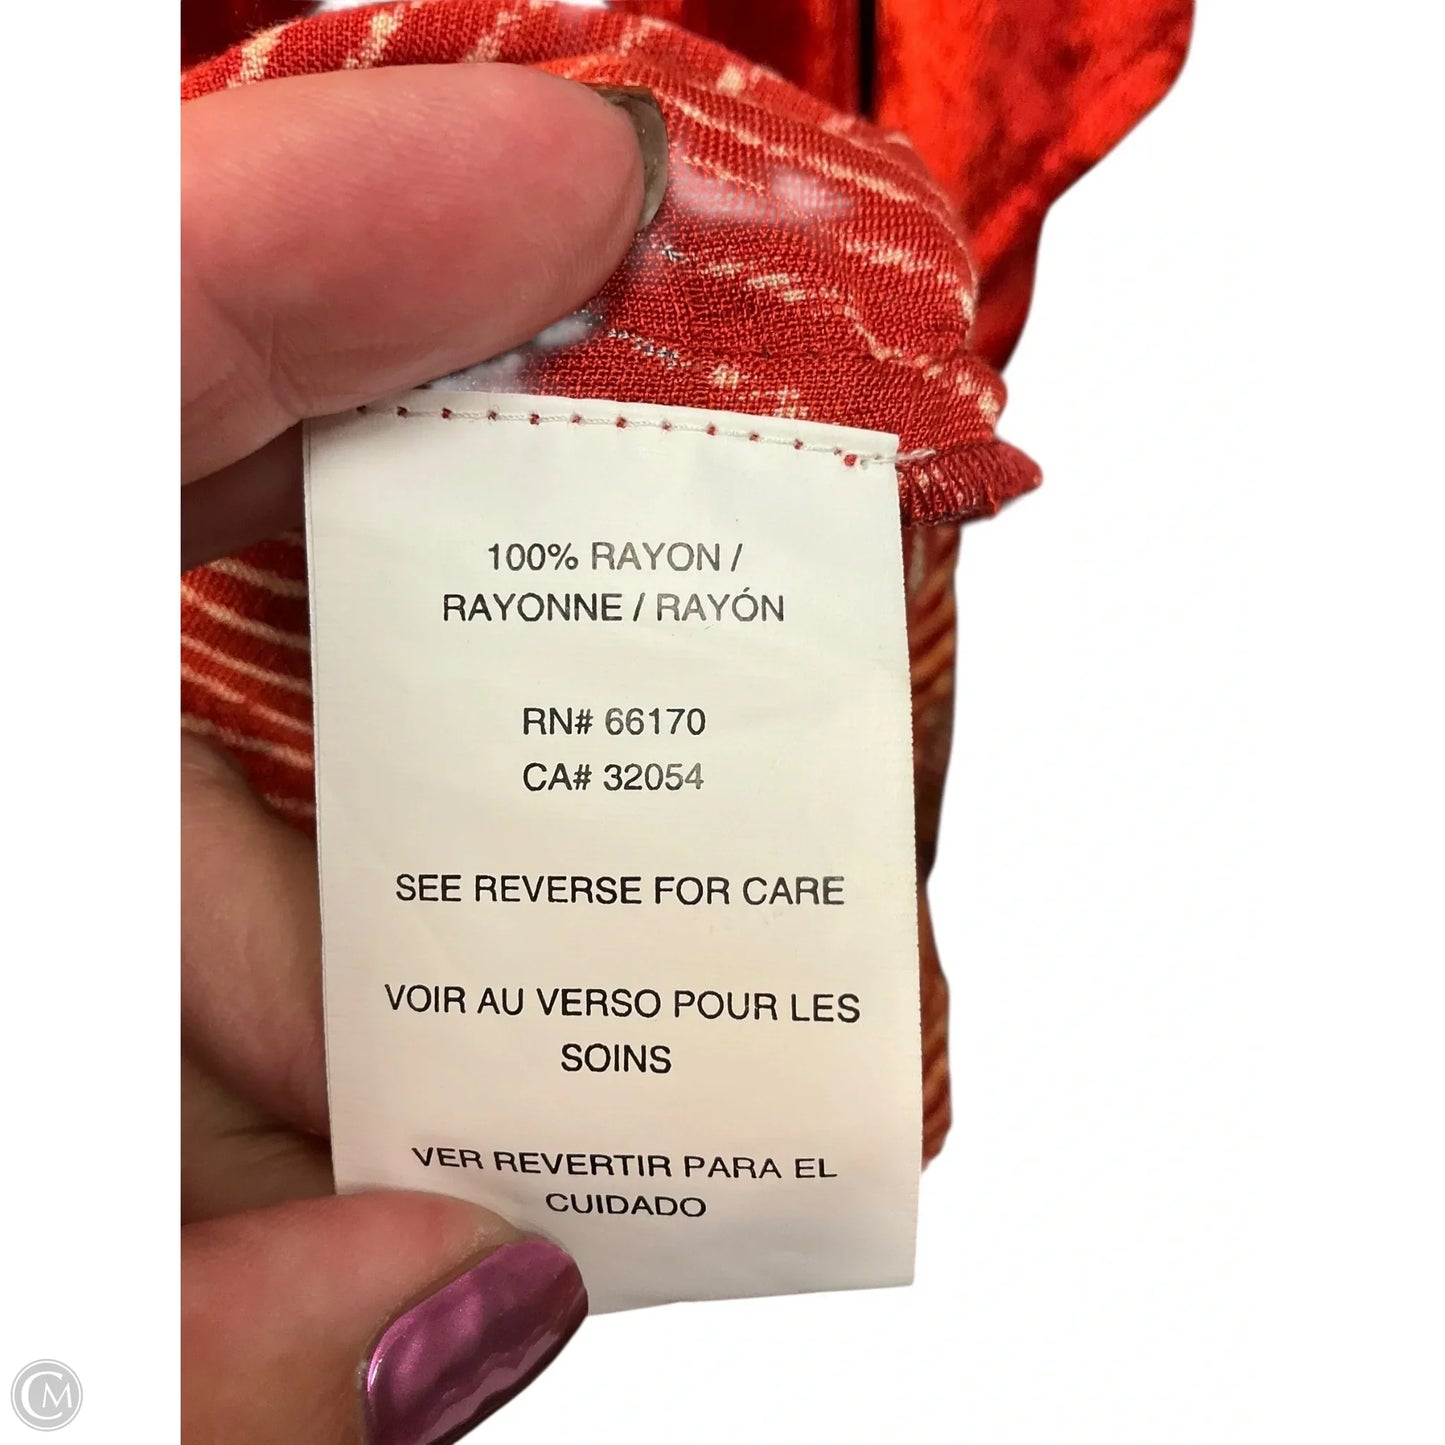 100% RAYON /
RAYONNE / RAYÓN
RN# 66170
CA# 32054
SEE REVERSE FOR CARE
VOIR AU VERSO POUR LES
SOINS
VER REVERTIR PARA EL
CUIDADO
CM